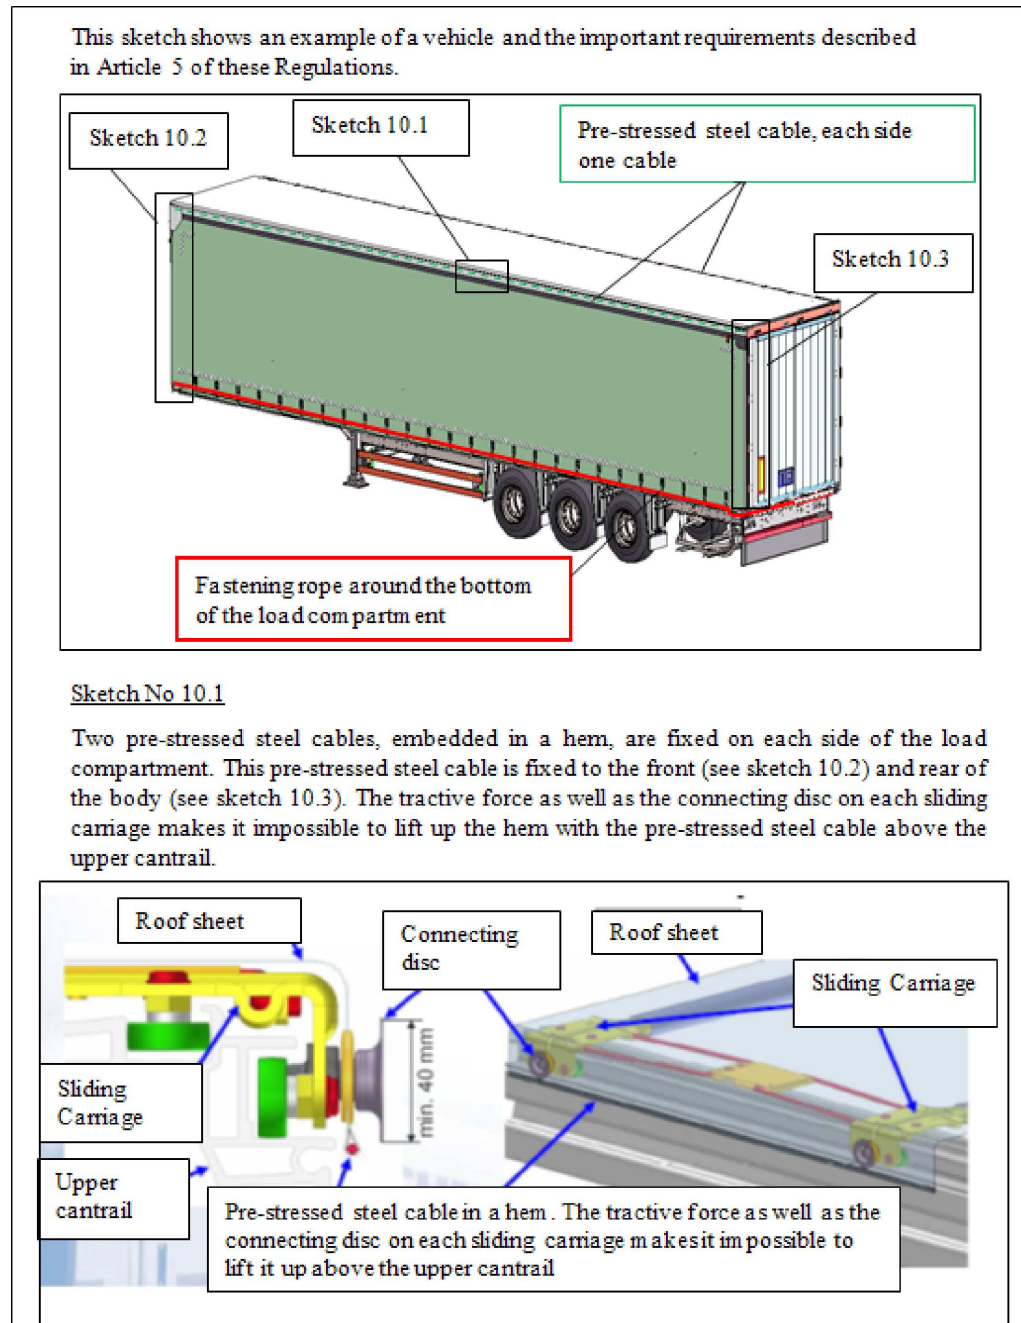 This sketch shows an example of a vehicle and the important requirements described
in Article 5 of these Regulations.
Sketch 10.2
Sketch 10.1
Pre-stressed steel cable, each side
one cable
Sketch 10.3
Fastening rope around the bottom
of the load compartment
Sketch No 10.1
Two pre-stressed steel cables, embedded in a hem, are fixed on each side of the load
compartment. This pre-stressed steel cable is fixed to the front (see sketch 10.2) and rear of
the body (see sketch 10.3). The tractive force as well as the connecting disc on each sliding
carriage makes it impossible to lift up the hem with the pre-stressed steel cable above the
upper cantrail.
Roof sheet
Connecting
disc
Roof sheet
Sliding Carriage
min. 40 mm
Sliding
Carriage
Upper
cantrail
Pre-stressed steel cable in a hem. The tractive force as well as the
connecting disc on each sliding carriage makes it impossible to
lift it up above the upper cantrail